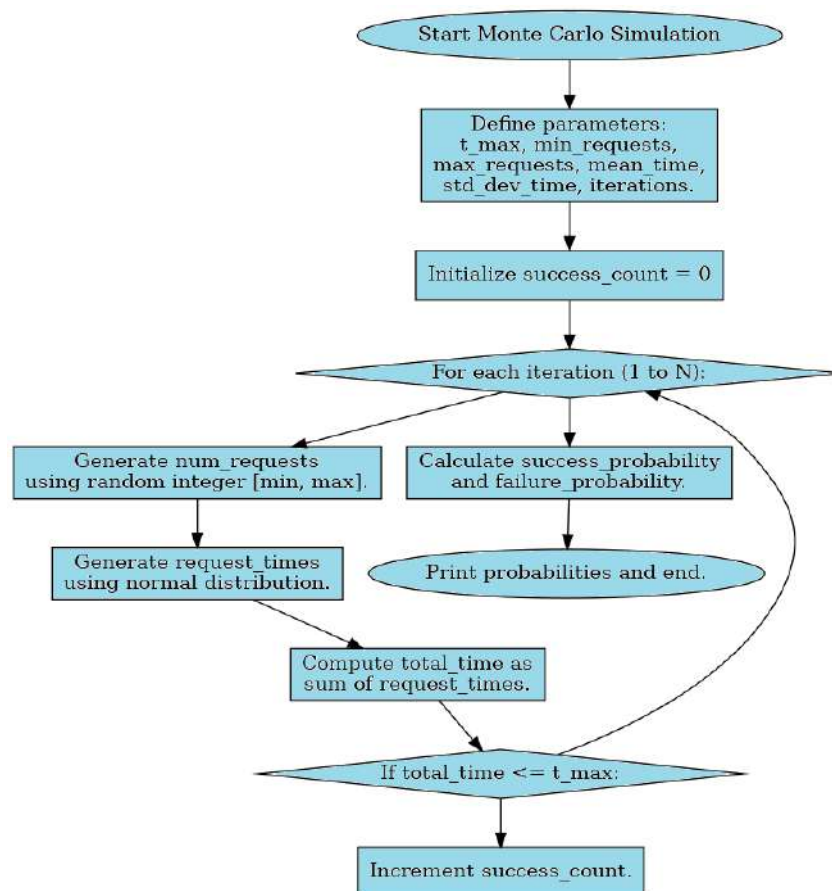 Start Monte Carlo Simulation
Define parameters:
t_max, min_requests,
max_requests, mean_time,
std_dev_time, iterations.
Initialize success_count = 0
For each iteration (1 to N):
Generate num_requests
using random integer [min, max].
Calculate success_probability
and failure_probability.
Generate request_times
using normal distribution.
Print probabilities and end.
Compute total_time as
sum of request_times.
If total_time <= t_max:
Increment success_count.